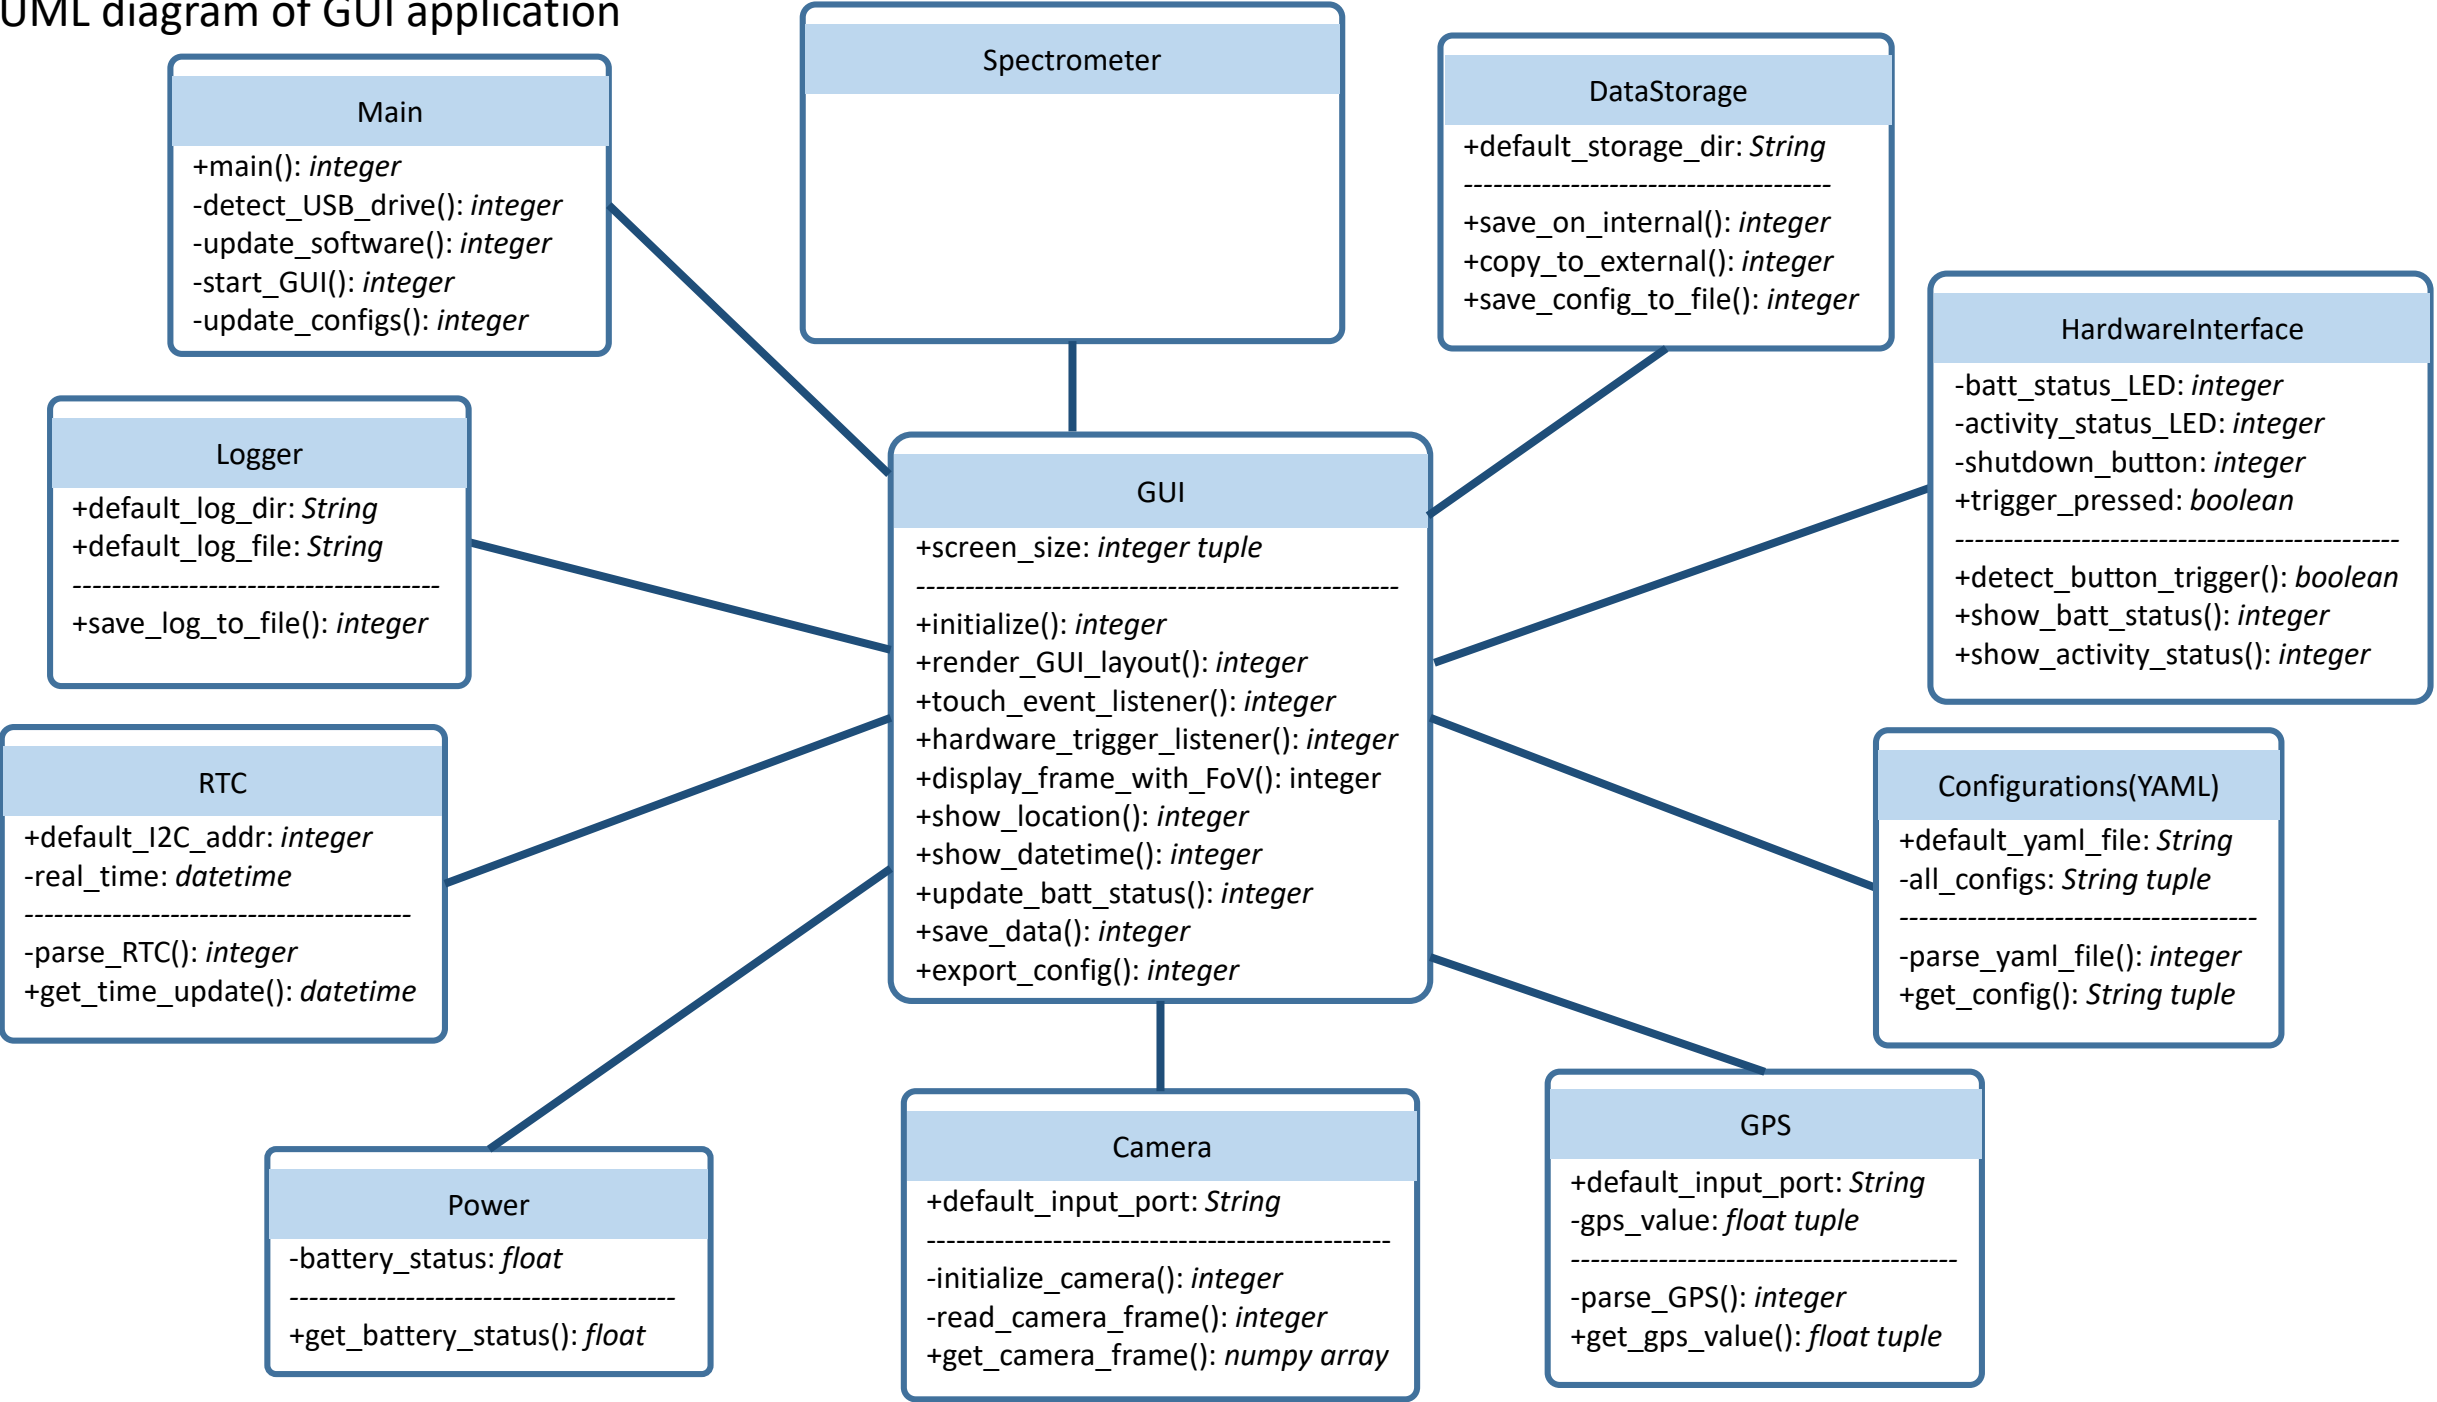 UML diagram of GUI application
Main
+main(): integer
-detect_USB_drive(): integer
-update_software(): integer
-start_GUI(): integer
-update_configs(): integer
Spectrometer
DataStorage
+default_storage_dir: String
--------------------------------------
+save_on_internal(): integer
+copy_to_external(): integer
+save_config_to_file(): integer
HardwareInterface
-batt_status_LED: integer
-activity_status_LED: integer
-shutdown_button: integer
+trigger_pressed: boolean
----------------------------------------------
+detect_button_trigger(): boolean
+show_batt_status(): integer
+show_activity_status(): integer
Logger
+default_log_dir: String
+default_log_file: String
--------------------------------------
+save_log_to_file(): integer
GUI
+screen_size: integer tuple
--------------------------------------------------
+initialize(): integer
+render_GUI_layout(): integer
+touch_event_listener(): integer
+hardware_trigger_listener(): integer
+display_frame_with_FoV(): integer
+show_location(): integer
+show_datetime(): integer
+update_batt_status(): integer
+save_data(): integer
+export_config(): integer
RTC
+default_I2C_addr: integer
-real_time: datetime
----------------------------------------
-parse_RTC(): integer
+get_time_update(): datetime
Configurations(YAML)
+default_yaml_file: String
-all_configs: String tuple
-------------------------------------
-parse_yaml_file(): integer
+get_config(): String tuple
Power
-battery_status: float
----------------------------------------
+get_battery_status(): float
Camera
+default_input_port: String
------------------------------------------------
-initialize_camera(): integer
-read_camera_frame(): integer
+get_camera_frame(): numpy array
GPS
+default_input_port: String
-gps_value: float tuple
----------------------------------------
-parse_GPS(): integer
+get_gps_value(): float tuple